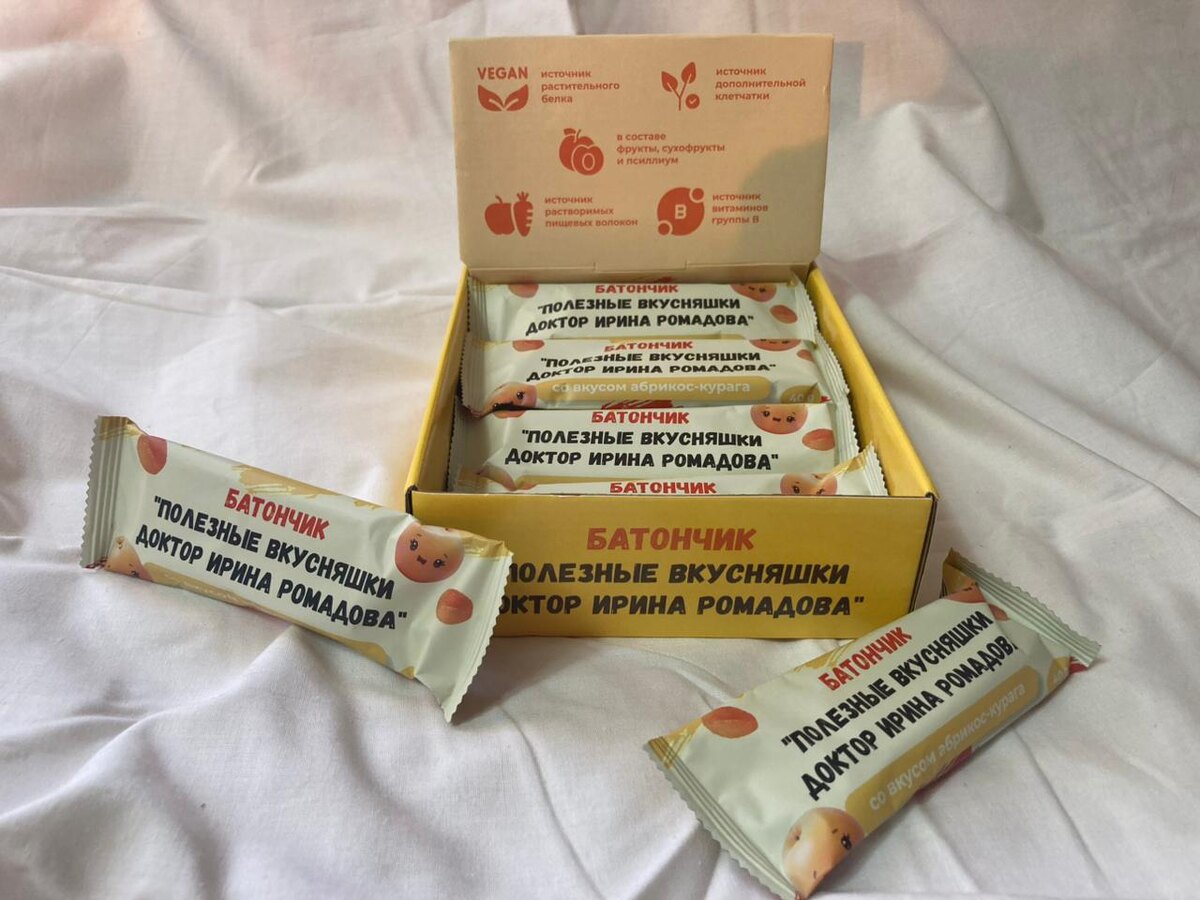 VEGAN
источник
растительного
белка
источник
дополнительной
клетчатки
в составе
фрукты, сухофрукты
и псиллиум
источник
растворимых
пищевых волокон
B
источник
витаминов
группы В
БАТОНЧИК
"ПОЛЕЗНЫЕ ВКУСНЯШКИ
ДОКТОР ИРИНА РОМАДОВА"
БАТОНЧИК
"ПОЛЕЗНЫЕ ВКУСНЯШКИ
ДОКТОР ИРИНА РОМАДОВА"
со вкусом абрикос-курага
40г
БАТОНЧИК
"ПОЛЕЗНЫЕ ВКУСНЯШКИ
ДОКТОР ИРИНА РОМАДОВА"
БАТОНЧИК
БАТОНЧИК
ПОЛЕЗНЫЕ ВКУСНЯШКИ
ОКТОР ИРИНА РОМАДОВА"
БАТОНЧИК
"ПОЛЕЗНЫЕ ВКУСНЯШКИ
ДОКТОР ИРИНА РОМАДОВА"
БАТОНЧИК
"ПОЛЕЗНЫЕ ВКУСНЯШКИ
ДОКТОР ИРИНА РОМАДОВ
со вкусом абрикос-курага